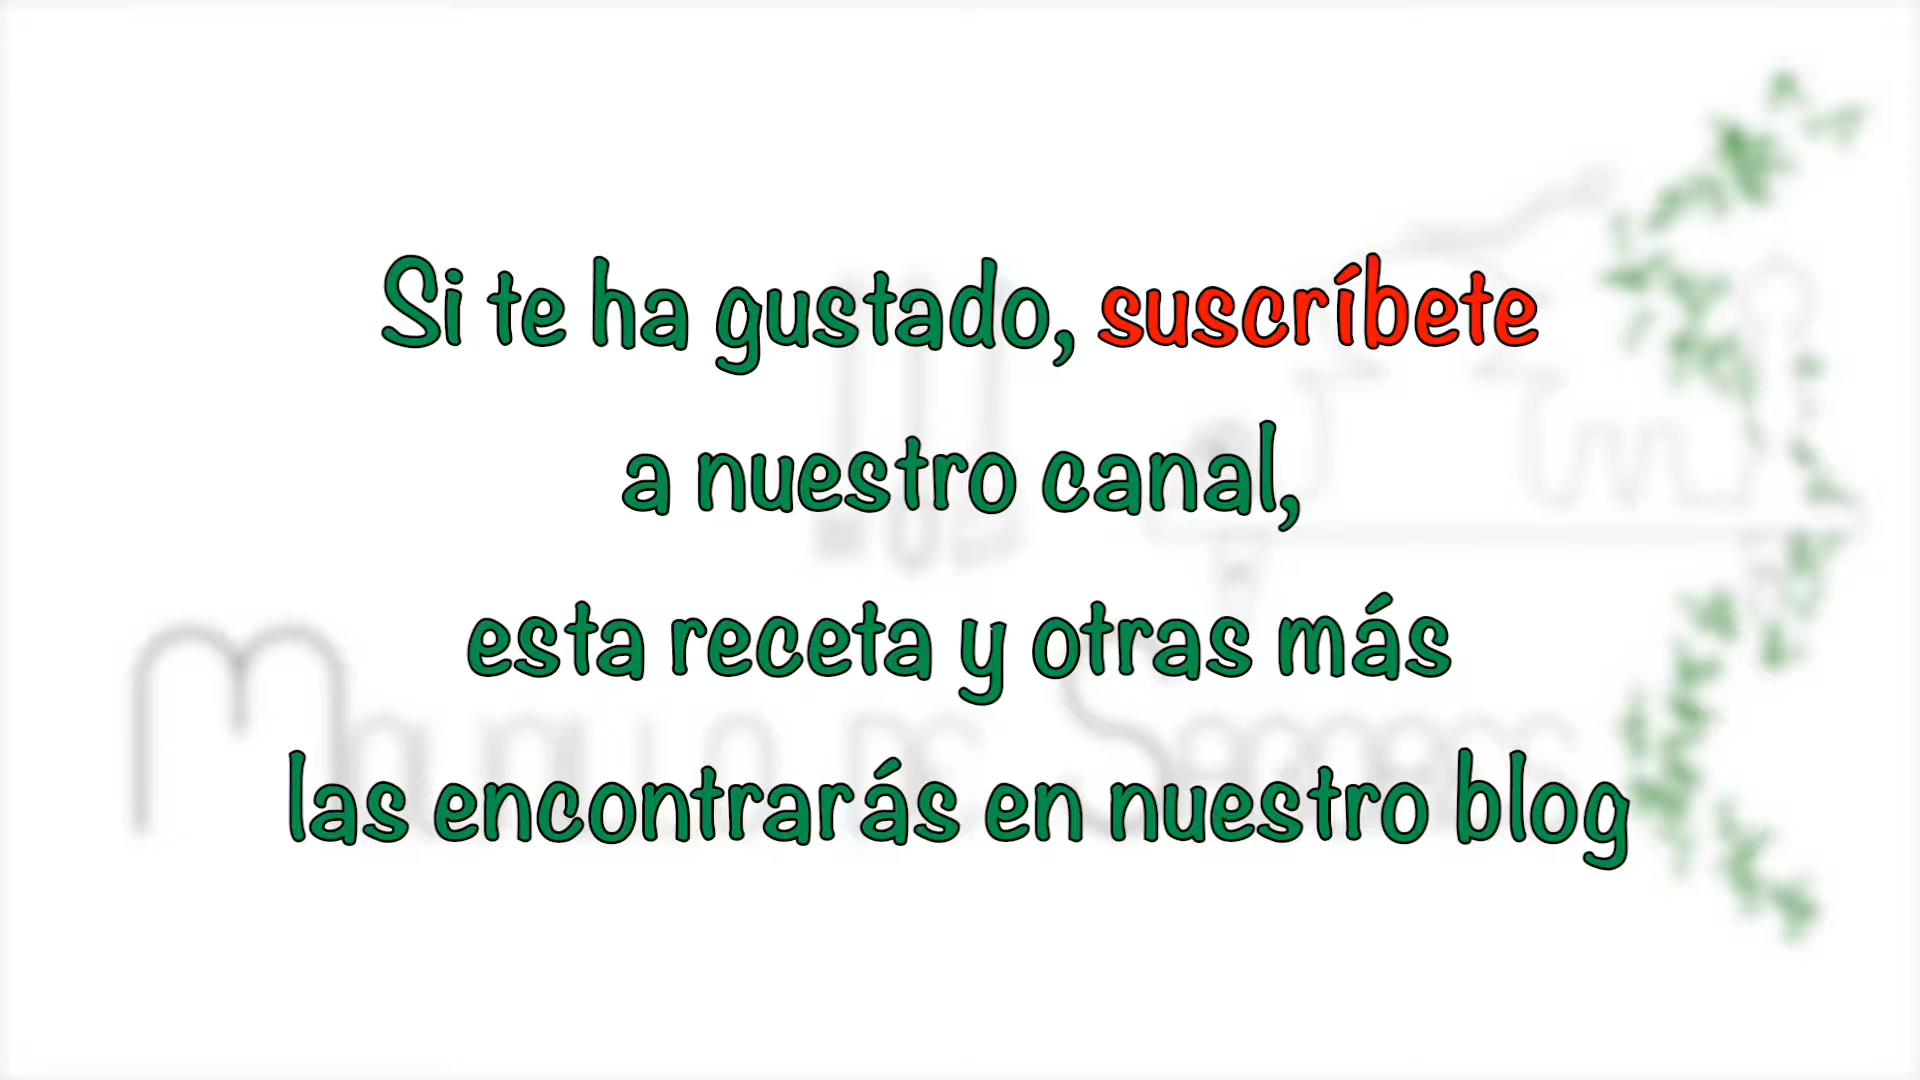 Si te ha gustado, suscríbete
a nuestro canal,
esta receta y otras más
las encontrarás en nuestro blog